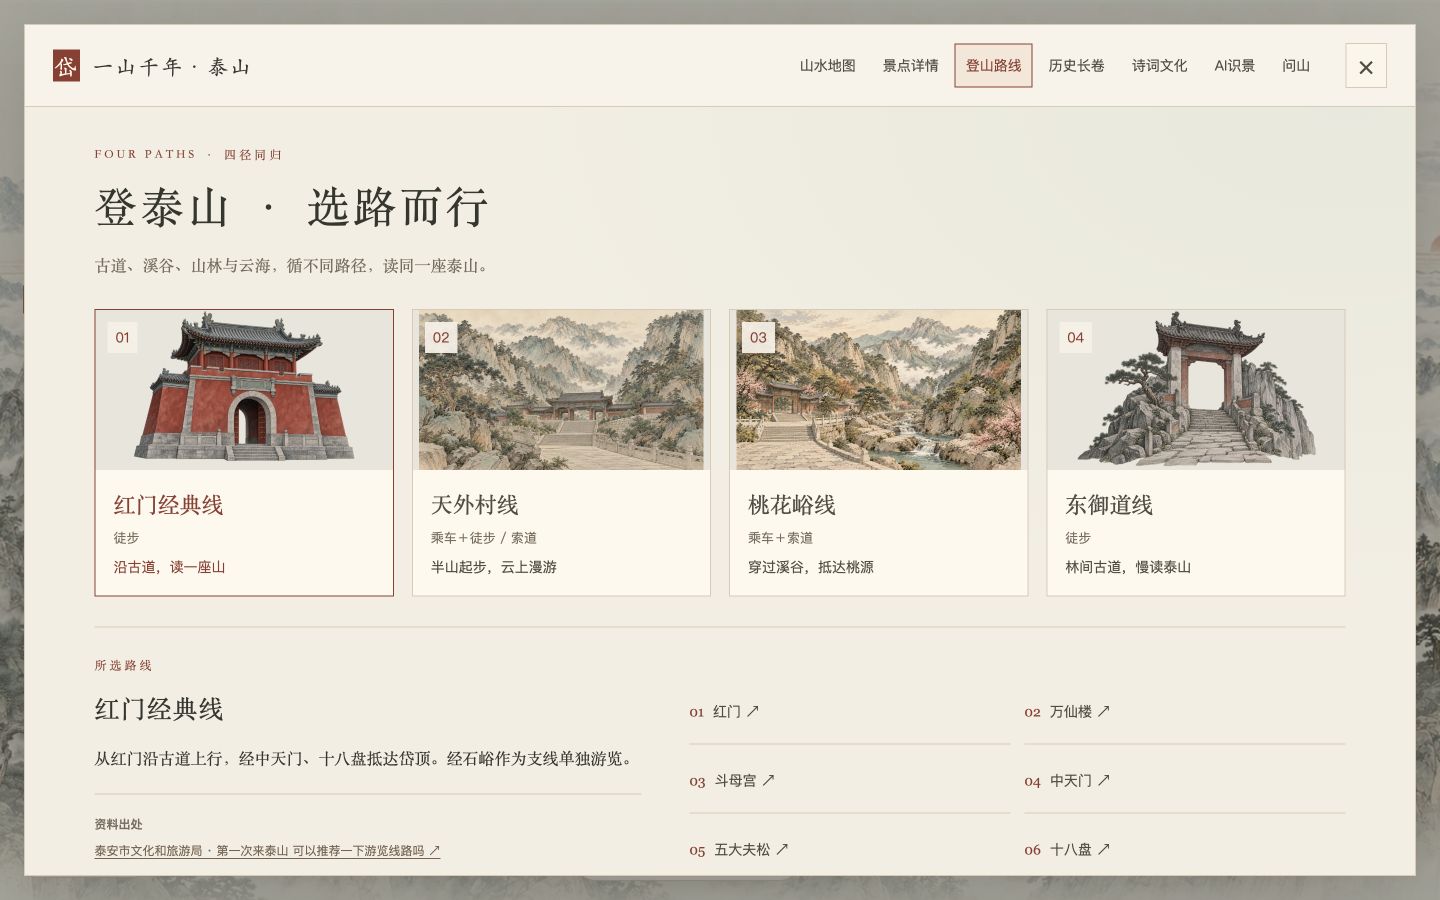 岱 一山千年 · 泰山
山水地图 景点详情 登山路线 历史长卷 诗词文化 AI识景 问山 ×
FOUR PATHS · 四径同归
登泰山 · 选路而行
古道、溪谷、山林与云海，循不同路径，读同一座泰山。
01
02
03
04
红门经典线
徒步
沿古道，读一座山
天外村线
乘车+徒步 / 索道
半山起步，云上漫游
桃花峪线
乘车+索道
穿过溪谷，抵达桃源
东御道线
徒步
林间古道，慢读泰山
所选路线
红门经典线
从红门沿古道上行，经中天门、十八盘抵达岱顶。经石峪作为支线单独游览。
资料出处
泰安市文化和旅游局 · 第一次来泰山 可以推荐一下游览线路吗 ↗
01 红门 ↗
02 万仙楼 ↗
03 斗母宫 ↗
04 中天门 ↗
05 五大夫松 ↗
06 十八盘 ↗